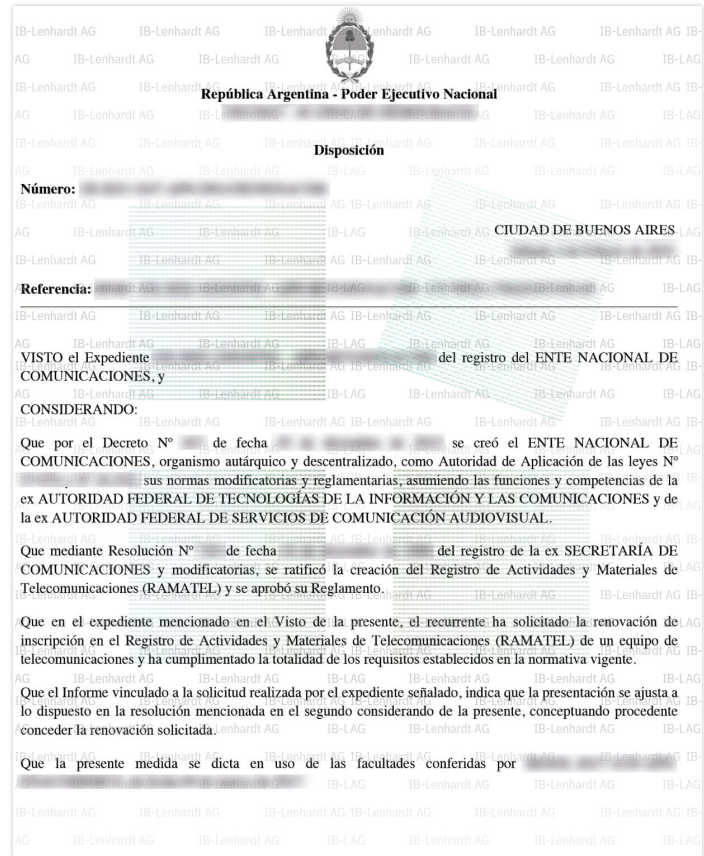 República Argentina - Poder Ejecutivo Nacional
Disposición
Número:
CIUDAD DE BUENOS AIRES
Referencia:
VISTO el Expediente del registro del ENTE NACIONAL DE
COMUNICACIONES, y
CONSIDERANDO:
Que por el Decreto Nº de fecha se creó el ENTE NACIONAL DE
COMUNICACIONES, organismo autárquico y descentralizado, como Autoridad de Aplicación de las leyes Nº
sus normas modificatorias y reglamentarias, asumiendo las funciones y competencias de la
ex AUTORIDAD FEDERAL DE TECNOLOGÍAS DE LA INFORMACIÓN Y LAS COMUNICACIONES y de
la ex AUTORIDAD FEDERAL DE SERVICIOS DE COMUNICACIÓN AUDIOVISUAL.
Que mediante Resolución Nº de fecha del registro de la ex SECRETARÍA DE
COMUNICACIONES y modificatorias, se ratificó la creación del Registro de Actividades y Materiales de
Telecomunicaciones (RAMATEL) y se aprobó su Reglamento.
Que en el expediente mencionado en el Visto de la presente, el recurrente ha solicitado la renovación de
inscripción en el Registro de Actividades y Materiales de Telecomunicaciones (RAMATEL) de un equipo de
telecomunicaciones y ha cumplimentado la totalidad de los requisitos establecidos en la normativa vigente.
Que el Informe vinculado a la solicitud realizada por el expediente señalado, indica que la presentación se ajusta a
lo dispuesto en la resolución mencionada en el segundo considerando de la presente, conceptuando procedente
conceder la renovación solicitada.
Que la presente medida se dicta en uso de las facultades conferidas por